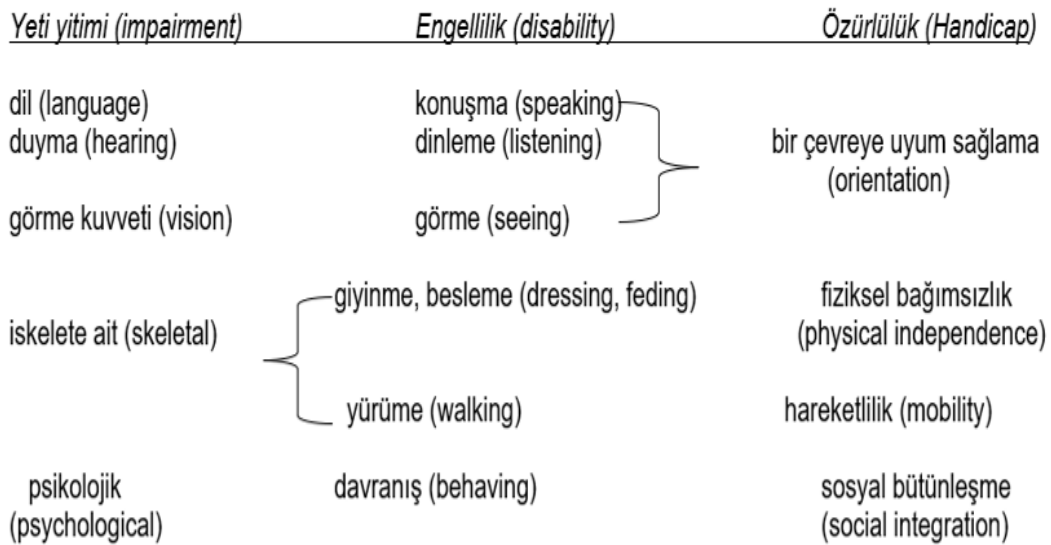 Yeti yitimi (impairment) Engellilik (disability) Özürlülük (Handicap)
dil (language) konuşma (speaking)
duyma (hearing) dinleme (listening) bir çevreye uyum sağlama
(orientation)
görme kuvveti (vision) görme (seeing)
giyinme, besleme (dressing, feding) fiziksel bağımsızlık
iskelete ait (skeletal) (physical independence)
yürüme (walking) hareketlilik (mobility)
psikolojik davranış (behaving) sosyal bütünleşme
(psychological) (social integration)